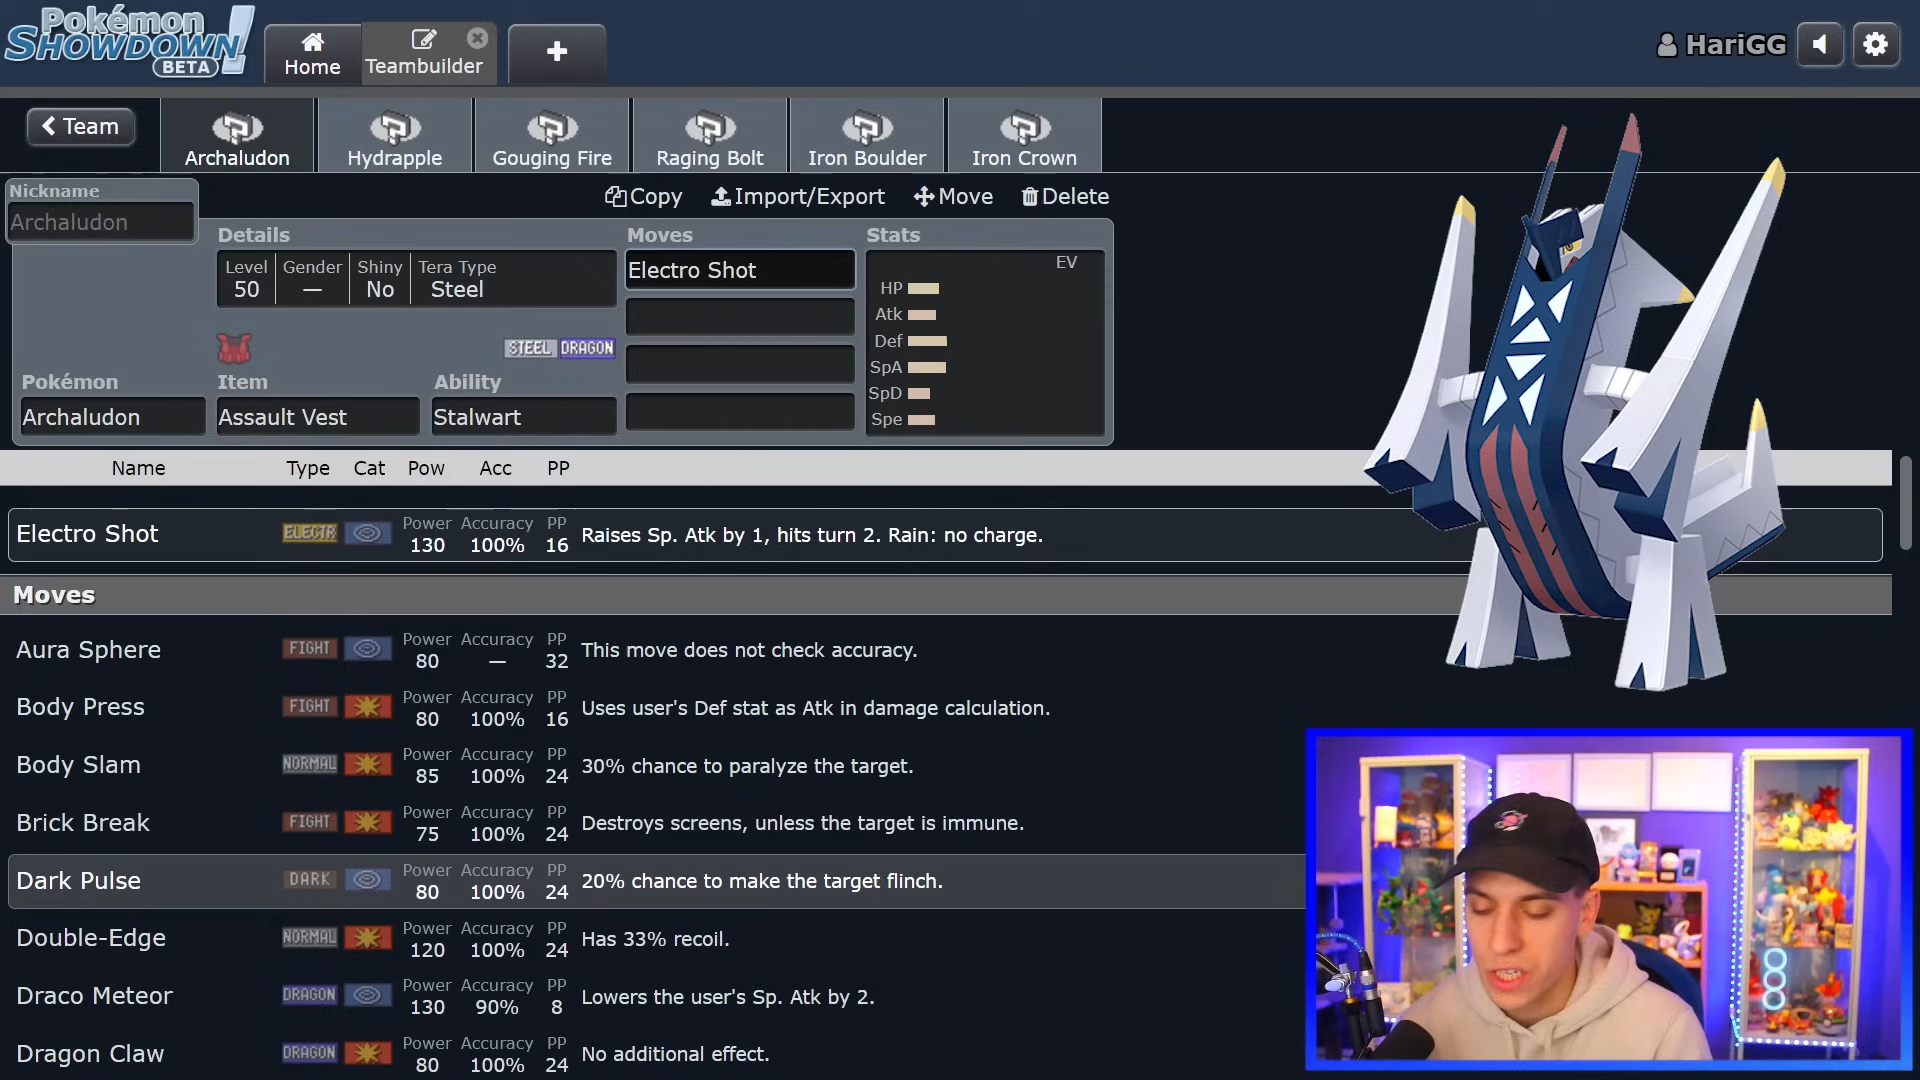 Pokémon
SHOWDOWN!
BETA
Home
Teambuilder
HariGG
Team
Archaludon
Hydrapple
Gouging Fire
Raging Bolt
Iron Boulder
Iron Crown
Copy
Import/Export
Move
Delete
Nickname
Archaludon
Details
Level
50
Gender
—
Shiny
No
Tera Type
Steel
STEEL DRAGON
Pokémon
Archaludon
Item
Assault Vest
Ability
Stalwart
Moves
Electro Shot
Stats
EV
HP
Atk
Def
SpA
SpD
Spe
Name Type Cat Pow Acc PP
Electro Shot ELECTR Power 130 Accuracy 100% PP 16 Raises Sp. Atk by 1, hits turn 2. Rain: no charge.
Moves
Aura Sphere FIGHT Power 80 Accuracy — PP 32 This move does not check accuracy.
Body Press FIGHT Power 80 Accuracy 100% PP 16 Uses user's Def stat as Atk in damage calculation.
Body Slam NORMAL Power 85 Accuracy 100% PP 24 30% chance to paralyze the target.
Brick Break FIGHT Power 75 Accuracy 100% PP 24 Destroys screens, unless the target is immune.
Dark Pulse DARK Power 80 Accuracy 100% PP 24 20% chance to make the target flinch.
Double-Edge NORMAL Power 120 Accuracy 100% PP 24 Has 33% recoil.
Draco Meteor DRAGON Power 130 Accuracy 90% PP 8 Lowers the user's Sp. Atk by 2.
Dragon Claw DRAGON Power 80 Accuracy 100% PP 24 No additional effect.